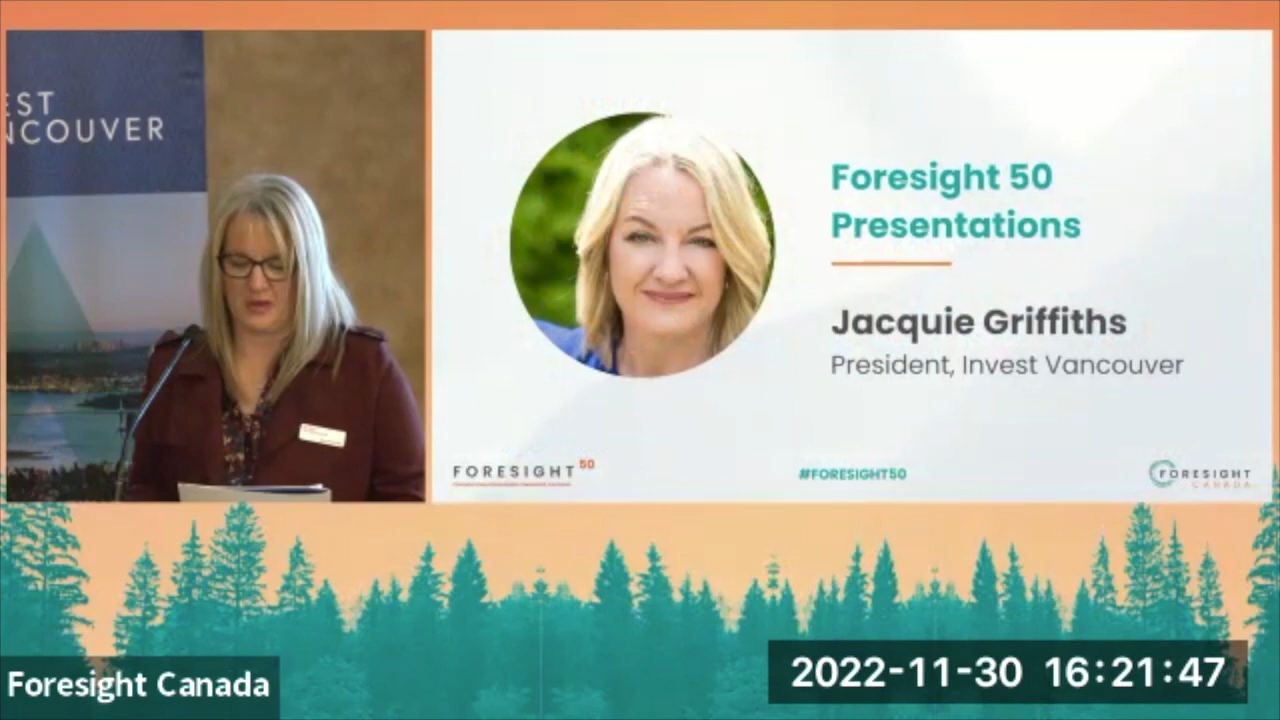 EST
NCOUVER
Foresight 50
Presentations
Jacquie Griffiths
President, Invest Vancouver
FORESIGHT 50
#FORESIGHT50
FORESIGHT
CANADA
Foresight Canada
2022-11-30 16:21:47